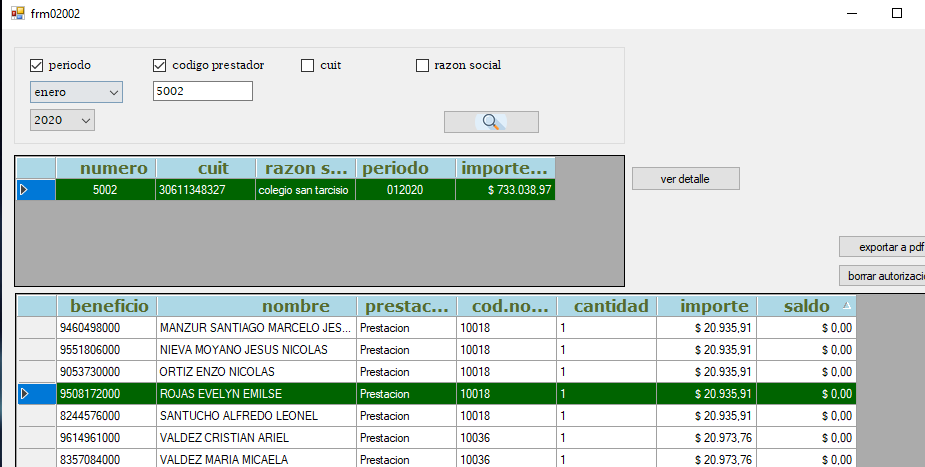 frm02002
periodo codigo prestador cuit razon social
enero 5002
2020
numero cuit razon s... periodo importe...
5002 30611348327 colegio san tarcisio 012020 $ 733.038,97
ver detalle
exportar a pdf
borrar autorizacio
beneficio nombre prestac... cod.no... cantidad importe saldo
9460498000 MANZUR SANTIAGO MARCELO JES... Prestacion 10018 1 $ 20.935,91 $ 0,00
9551806000 NIEVA MOYANO JESUS NICOLAS Prestacion 10018 1 $ 20.935,91 $ 0,00
9053730000 ORTIZ ENZO NICOLAS Prestacion 10018 1 $ 20.935,91 $ 0,00
9508172000 ROJAS EVELYN EMILSE Prestacion 10018 1 $ 20.935,91 $ 0,00
8244576000 SANTUCHO ALFREDO LEONEL Prestacion 10018 1 $ 20.935,91 $ 0,00
9614961000 VALDEZ CRISTIAN ARIEL Prestacion 10036 1 $ 20.973,76 $ 0,00
8357084000 VALDEZ MARIA MICAELA Prestacion 10036 1 $ 20.973,76 $ 0,00